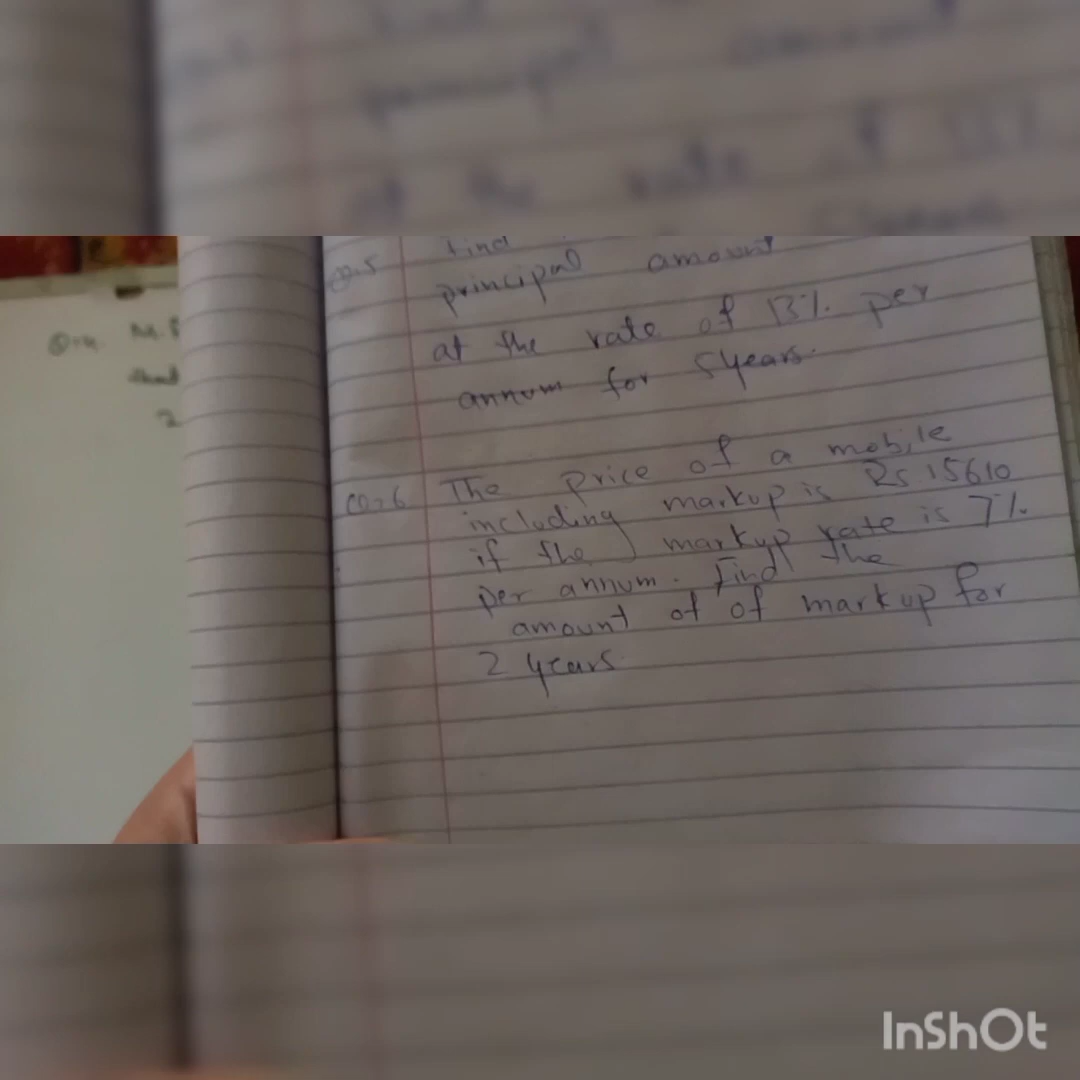 Q.5 find
principal amount
at the rate of 13% per
annum for 5 years.
Q.6 The price of a mobile
including markup is Rs 15610
if the markup rate is 7%
per annum. Find the
amount of of markup for
2 years
InShOt